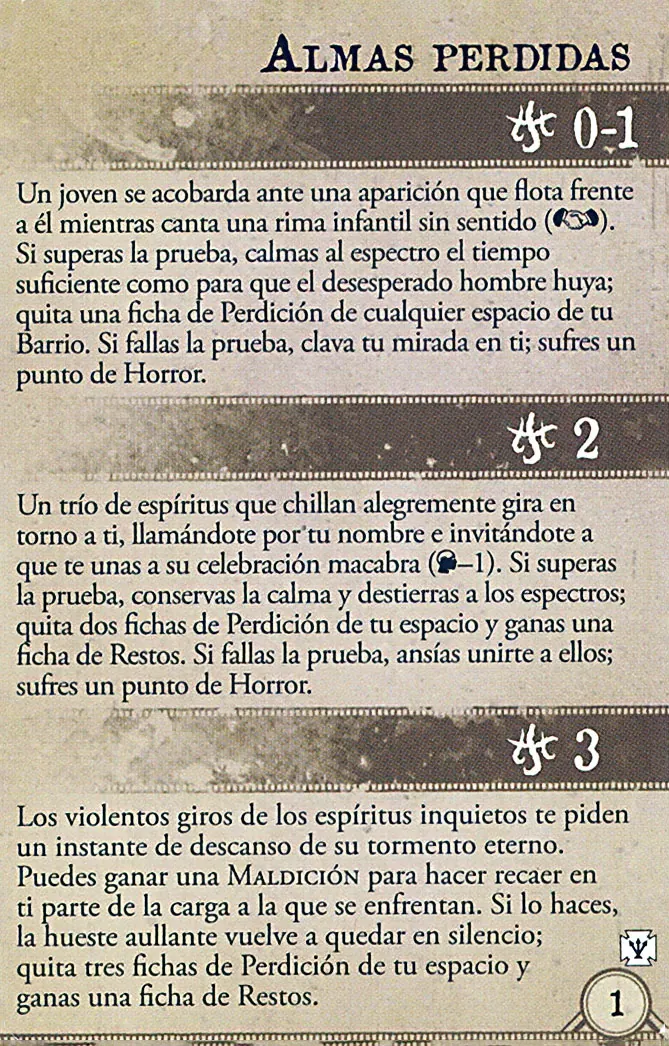 ALMAS PERDIDAS
0-1
Un joven se acobarda ante una aparición que flota frente
a él mientras canta una rima infantil sin sentido ( ).
Si superas la prueba, calmas al espectro el tiempo
suficiente como para que el desesperado hombre huya;
quita una ficha de Perdición de cualquier espacio de tu
Barrio. Si fallas la prueba, clava tu mirada en ti; sufres un
punto de Horror.
2
Un trío de espíritus que chillan alegremente gira en
torno a ti, llamándote por tu nombre e invitándote a
que te unas a su celebración macabra ( –1). Si superas
la prueba, conservas la calma y destierras a los espectros;
quita dos fichas de Perdición de tu espacio y ganas una
ficha de Restos. Si fallas la prueba, ansías unirte a ellos;
sufres un punto de Horror.
3
Los violentos giros de los espíritus inquietos te piden
un instante de descanso de su tormento eterno.
Puedes ganar una MALDICIÓN para hacer recaer en
ti parte de la carga a la que se enfrentan. Si lo haces,
la hueste aullante vuelve a quedar en silencio;
quita tres fichas de Perdición de tu espacio y
ganas una ficha de Restos.
1